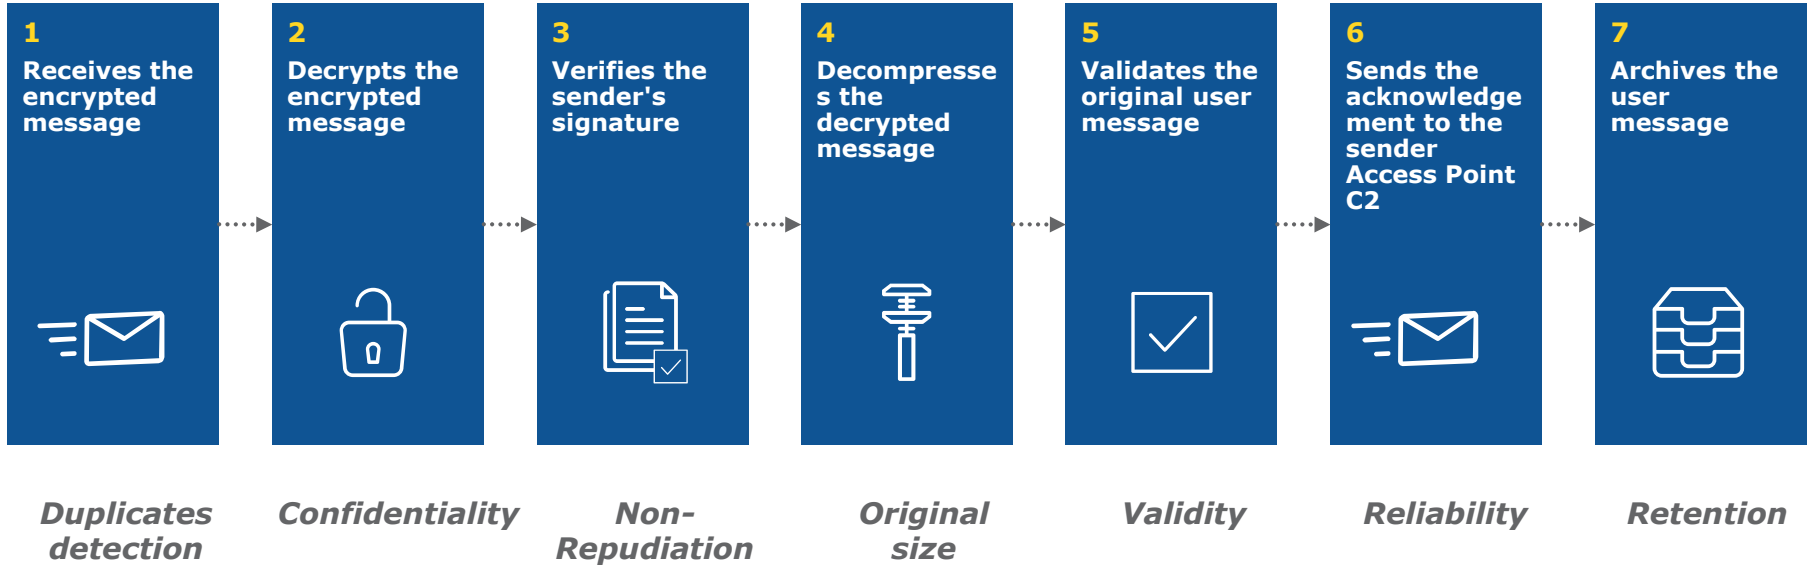 1
Receives the
encrypted
message
2
Decrypts the
encrypted
message
3
Verifies the
sender's
signature
4
Decompresse
s the
decrypted
message
5
Validates the
original user
message
6
Sends the
acknowledge
ment to the
sender
Access Point
C2
7
Archives the
user
message
Duplicates
detection
Confidentiality
Non-
Repudiation
Original
size
Validity
Reliability
Retention